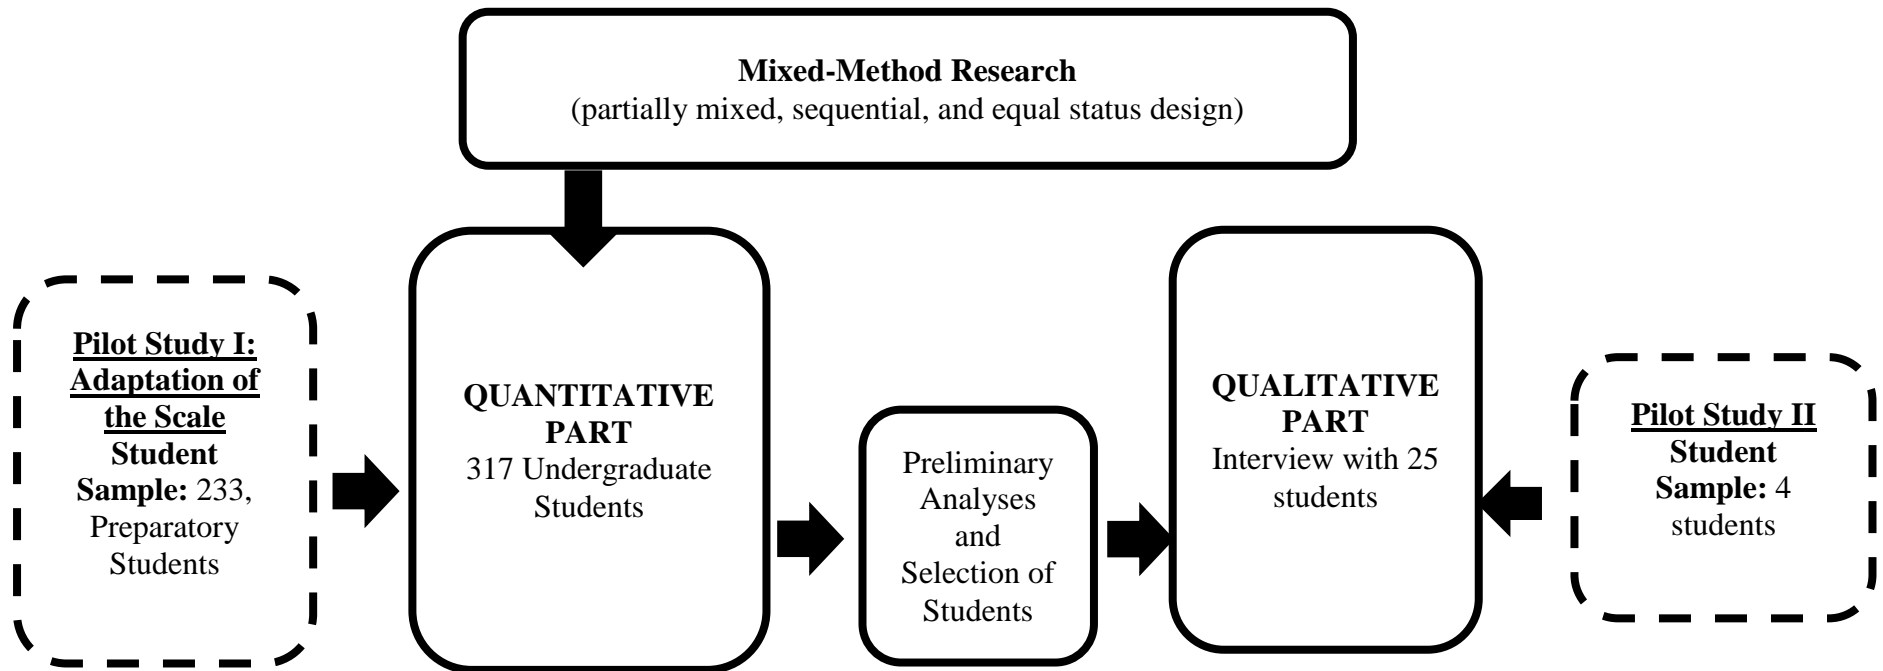 Mixed-Method Research
(partially mixed, sequential, and equal status design)
Pilot Study I:
Adaptation of
the Scale
Student
Sample: 233,
Preparatory
Students
QUANTITATIVE
PART
317 Undergraduate
Students
Preliminary
Analyses
and
Selection of
Students
QUALITATIVE
PART
Interview with 25
students
Pilot Study II
Student
Sample: 4
students